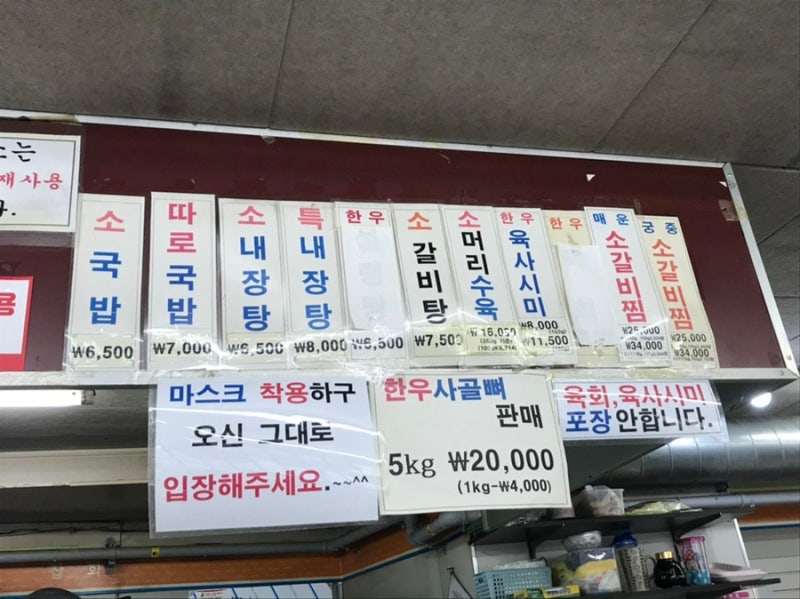 는
재사용
다.
용
소국밥
₩6,500
따로국밥
₩7,000
소내장탕
₩6,500
특내장탕
₩8,000
한우
₩6,500
소갈비탕
₩7,500
소머리수육
₩16,000
한우육사시미
₩8,000
₩11,500
한우
매운소갈비찜
₩25,000
₩34,000
궁중소갈비찜
₩25,000
₩34,000
마스크 착용하구
오신 그대로
입장해주세요.~~^^
한우사골뼈
판매
5kg ₩20,000
(1kg-₩4,000)
육회,육사시미
포장안합니다.